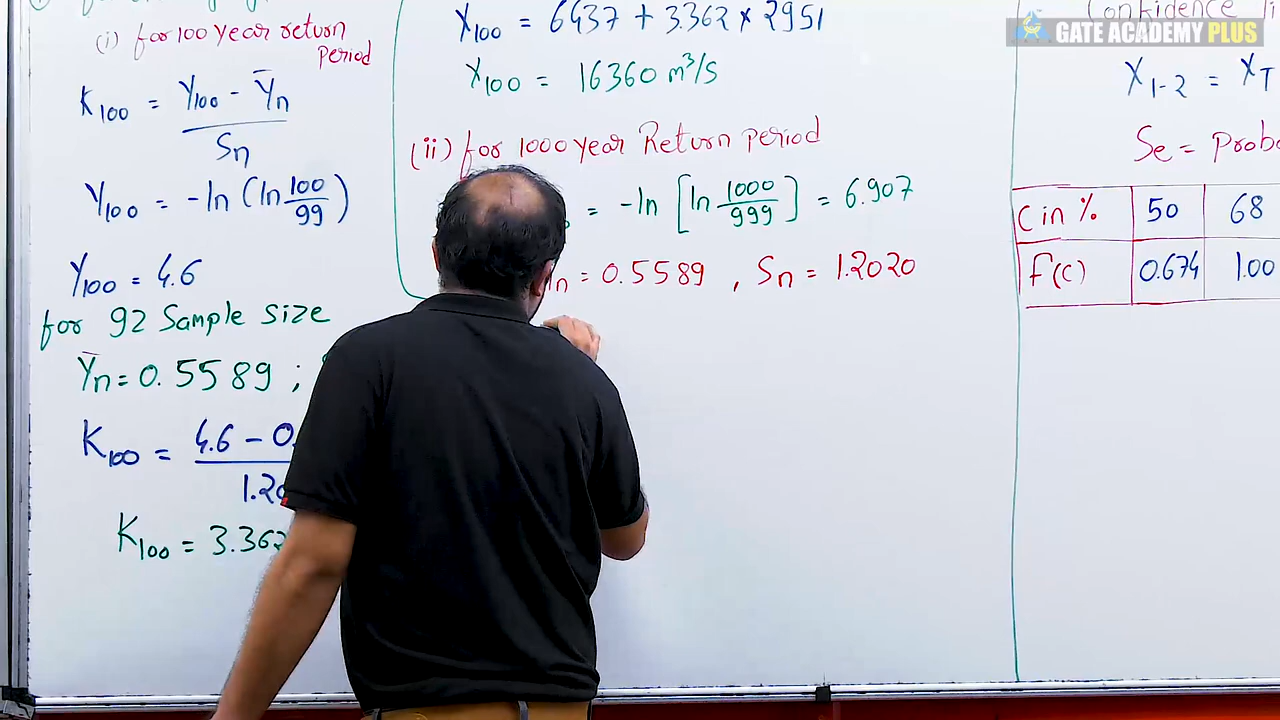 (i) for 100 year return
period
K100 = Y100 - Ȳn
Sn
Y100 = -ln (ln 100
99)
Y100 = 4.6
for 92 Sample size
Ȳn = 0.5589 ;
K100 = 4.6 - 0.
1.20
K100 = 3.362
X100 = 6437 + 3.362 × 2951
X100 = 16360 m³/s
(ii) for 1000 year Return period
= -ln [ln 1000
999] = 6.907
n = 0.5589 , Sn = 1.2020
GATE ACADEMY PLUS
Confidence
X1-2 = XT
Se =
C in % 50 68
f(c) 0.674 1.00